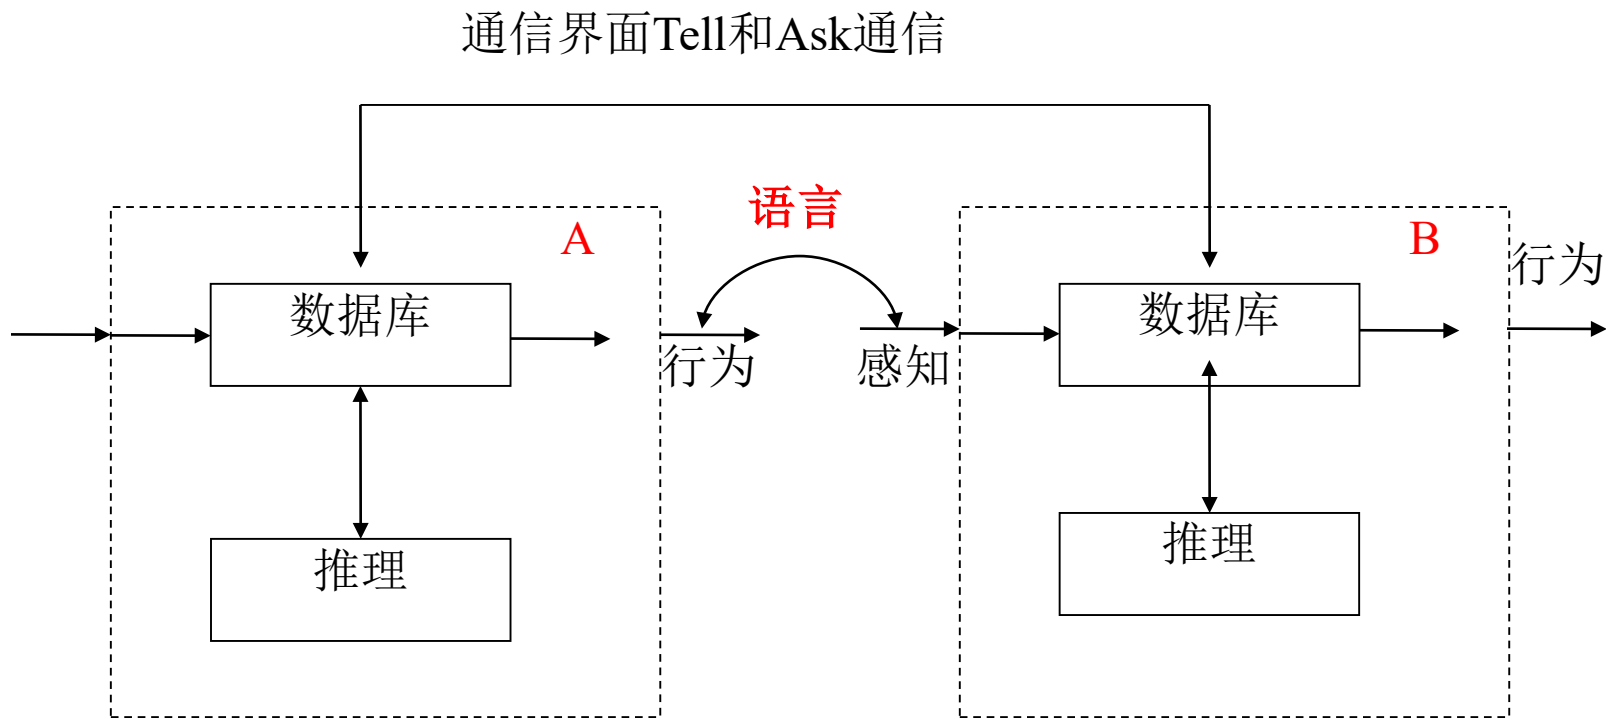 通信界面Tell和Ask通信
语言
A
B
行为
数据库
数据库
行为
感知
推理
推理